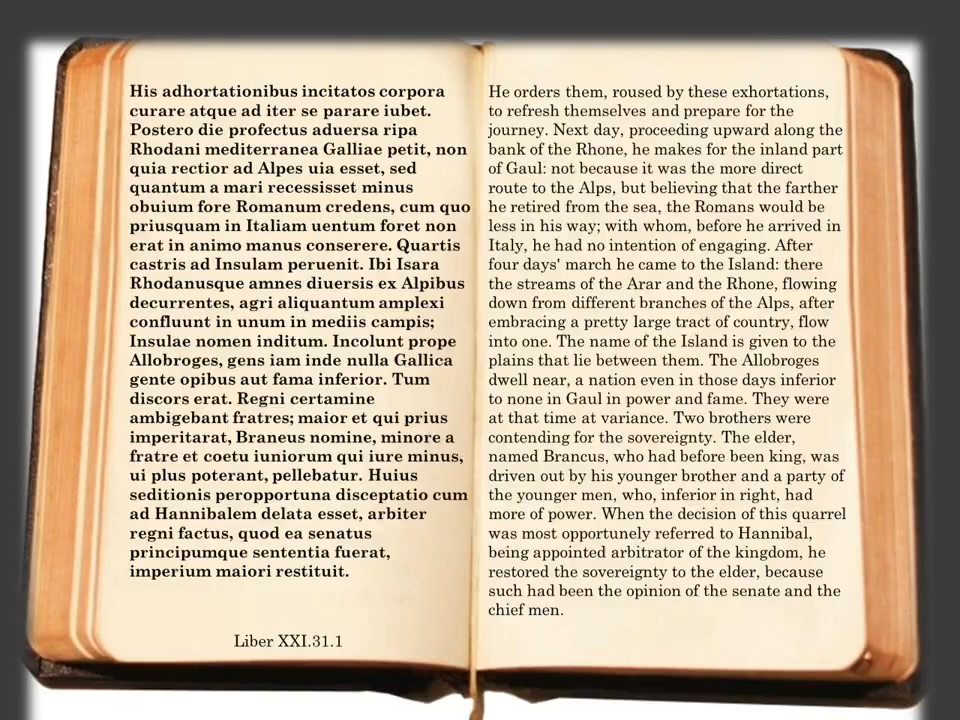 His adhortationibus incitatos corpora
curare atque ad iter se parare iubet.
Postero die profectus aduersa ripa
Rhodani mediterranea Galliae petit, non
quia rectior ad Alpes uia esset, sed
quantum a mari recessisset minus
obuium fore Romanum credens, cum quo
priusquam in Italiam uentum foret non
erat in animo manus conserere. Quartis
castris ad Insulam peruenit. Ibi Isara
Rhodanusque amnes diuersis ex Alpibus
decurrentes, agri aliquantum amplexi
confluunt in unum in mediis campis;
Insulae nomen inditum. Incolunt prope
Allobroges, gens iam inde nulla Gallica
gente opibus aut fama inferior. Tum
discors erat. Regni certamine
ambigebant fratres; maior et qui prius
imperitarat, Braneus nomine, minore a
fratre et coetu iuniorum qui iure minus,
ui plus poterant, pellebatur. Huius
seditionis peropportuna disceptatio cum
ad Hannibalem delata esset, arbiter
regni factus, quod ea senatus
principumque sententia fuerat,
imperium maiori restituit.
Liber XXI.31.1
He orders them, roused by these exhortations,
to refresh themselves and prepare for the
journey. Next day, proceeding upward along the
bank of the Rhone, he makes for the inland part
of Gaul: not because it was the more direct
route to the Alps, but believing that the farther
he retired from the sea, the Romans would be
less in his way; with whom, before he arrived in
Italy, he had no intention of engaging. After
four days' march he came to the Island: there
the streams of the Arar and the Rhone, flowing
down from different branches of the Alps, after
embracing a pretty large tract of country, flow
into one. The name of the Island is given to the
plains that lie between them. The Allobroges
dwell near, a nation even in those days inferior
to none in Gaul in power and fame. They were
at that time at variance. Two brothers were
contending for the sovereignty. The elder,
named Brancus, who had before been king, was
driven out by his younger brother and a party of
the younger men, who, inferior in right, had
more of power. When the decision of this quarrel
was most opportunely referred to Hannibal,
being appointed arbitrator of the kingdom, he
restored the sovereignty to the elder, because
such had been the opinion of the senate and the
chief men.